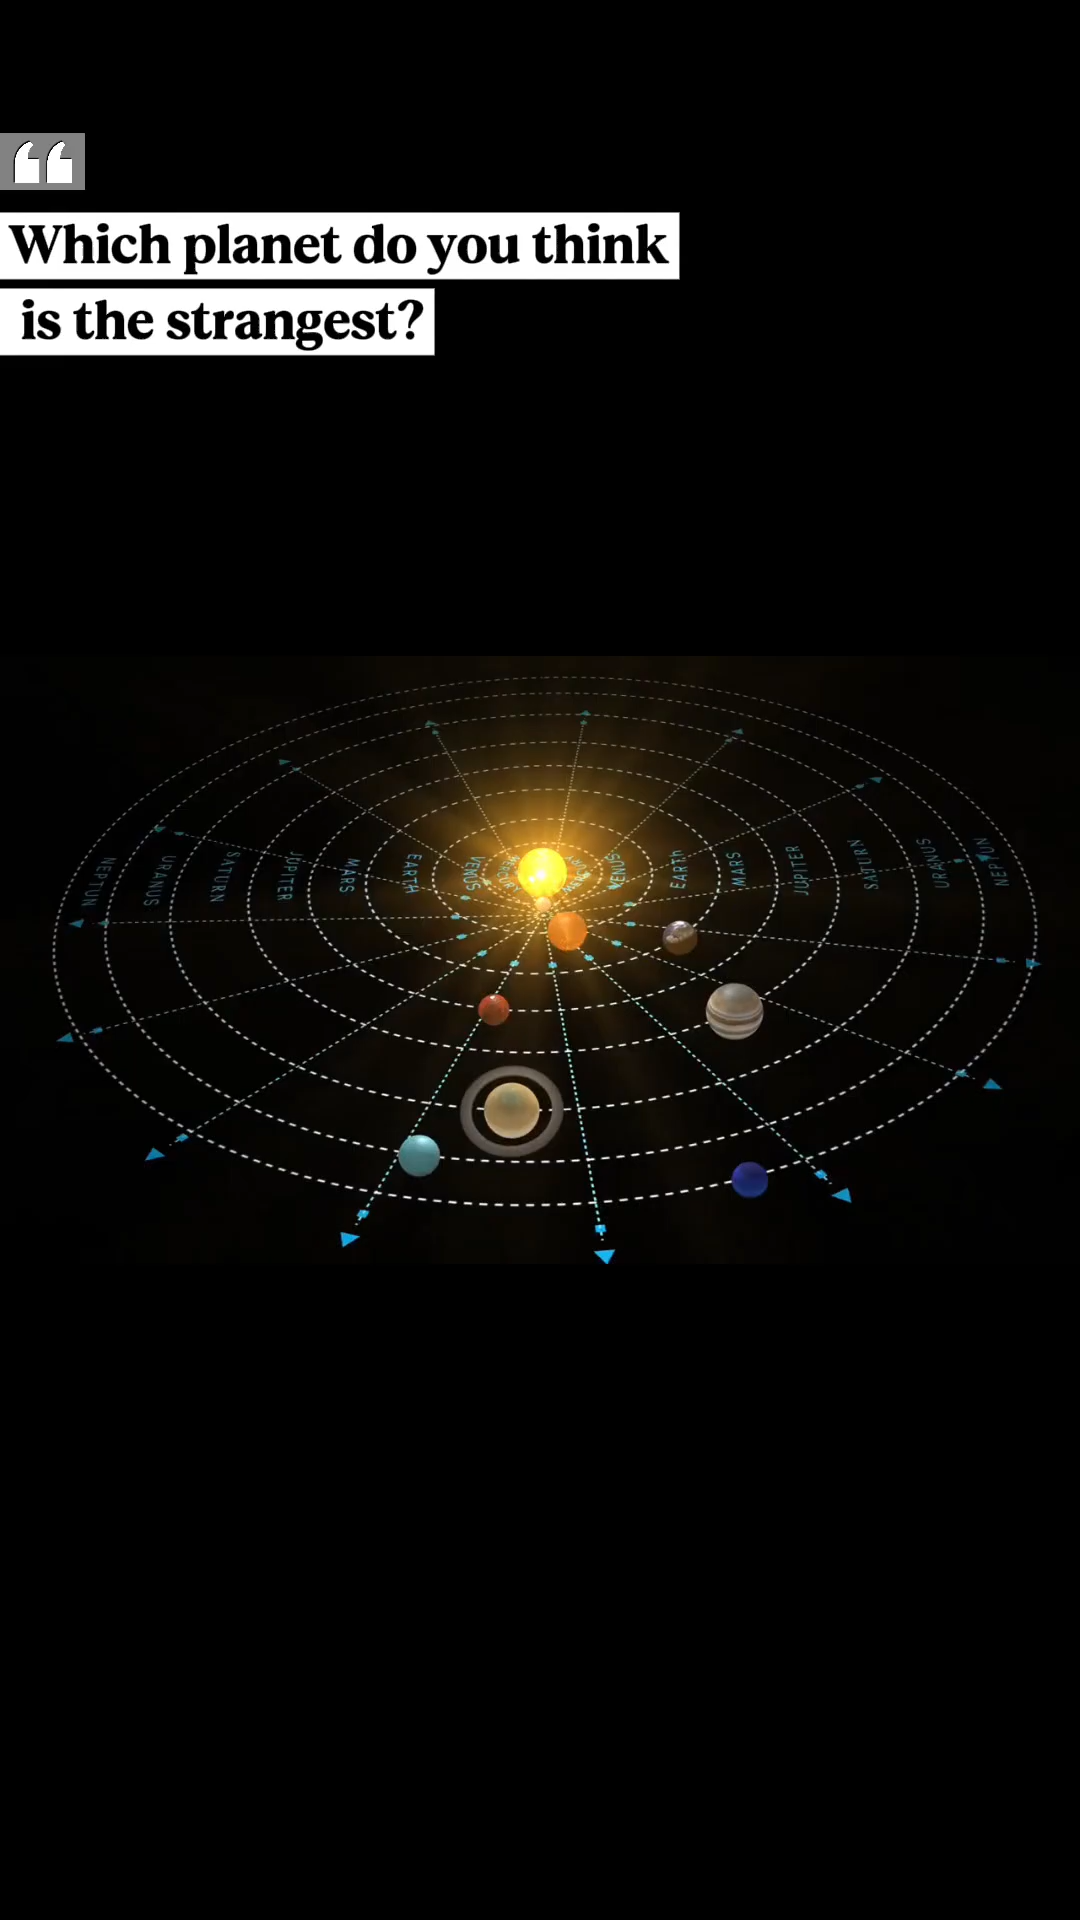 “
Which planet do you think
is the strangest?
NEPTUN
URANUS
SATURN
JUPITER
MARS
EARTH
VENUS
VENUS
EARTH
MARS
JUPITER
SATURN
URANUS
NEPTUN